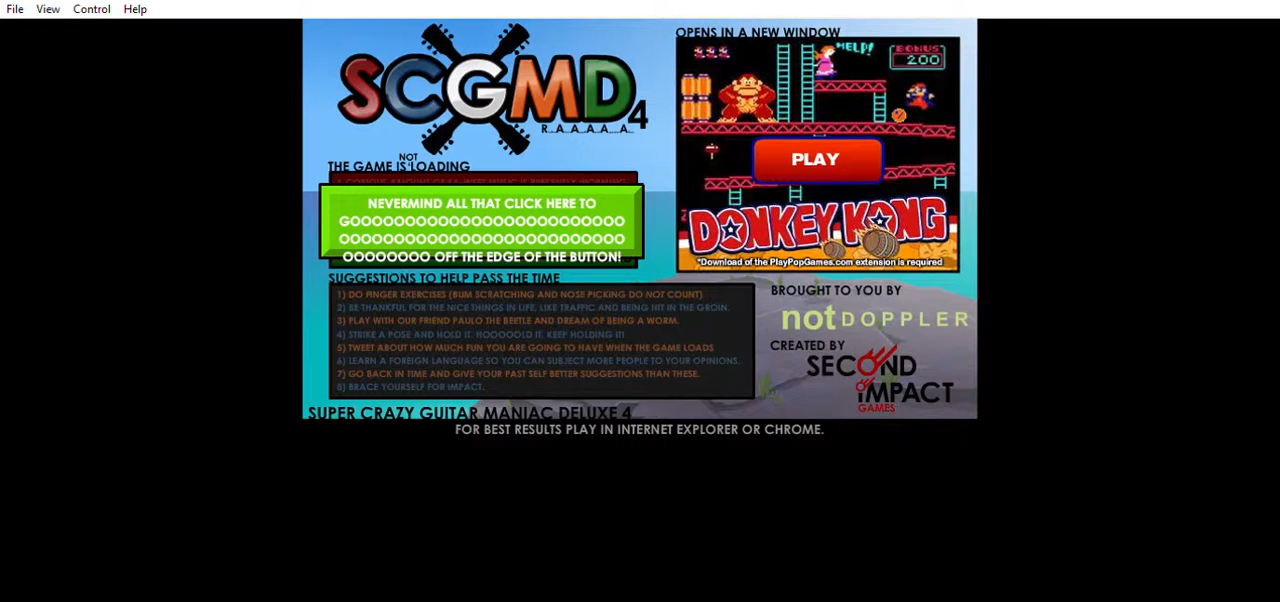 File View Control Help
OPENS IN A NEW WINDOW
SCGMD 4
R...A...A...A....A...
HELP!
BONUS
200
NOT
THE GAME IS LOADING
PLAY
NEVERMIND ALL THAT CLICK HERE TO
GOOOOOOOOOOOOOOOOOOOOOOOOO
OOOOOOOOOOOOOOOOOOOOOOOOOO
OOOOOOOO OFF THE EDGE OF THE BUTTON!
DONKEY KONG
*Download of the PlayPopGames.com extension is required
SUGGESTIONS TO HELP PASS THE TIME
1) DO FINGER EXERCISES (BUM SCRATCHING AND NOSE PICKING DO NOT COUNT)
2) BE THANKFUL FOR THE NICE THINGS IN LIFE, LIKE TRAFFIC AND BEING HIT IN THE GROIN.
3) PLAY WITH OUR FRIEND PAULO THE BEETLE AND DREAM OF BEING A WORM.
4) STRIKE A POSE AND HOLD IT. HOOOOOLD IT. KEEP HOLDING IT!
5) TWEET ABOUT HOW MUCH FUN YOU ARE GOING TO HAVE WHEN THE GAME LOADS
6) LEARN A FOREIGN LANGUAGE SO YOU CAN SUBJECT MORE PEOPLE TO YOUR OPINIONS.
7) GO BACK IN TIME AND GIVE YOUR PAST SELF BETTER SUGGESTIONS THAN THESE.
8) BRACE YOURSELF FOR IMPACT.
BROUGHT TO YOU BY
notDOPPLER
CREATED BY
SECOND
IMPACT
GAMES
SUPER CRAZY GUITAR MANIAC DELUXE 4
FOR BEST RESULTS PLAY IN INTERNET EXPLORER OR CHROME.